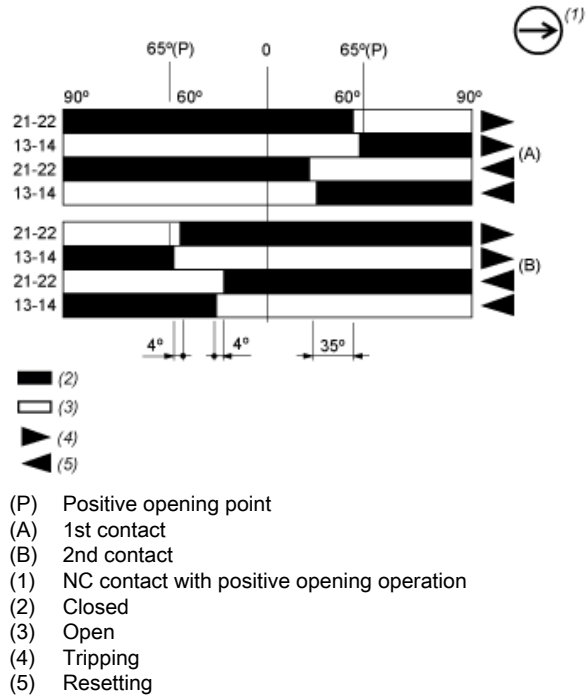 (1)
65º(P) 0 65º(P)
90º 60º 60º 90º
21-22
13-14
(A)
21-22
13-14
21-22
13-14
(B)
21-22
13-14
4º 4º 35º
(2)
(3)
(4)
(5)
(P) Positive opening point
(A) 1st contact
(B) 2nd contact
(1) NC contact with positive opening operation
(2) Closed
(3) Open
(4) Tripping
(5) Resetting